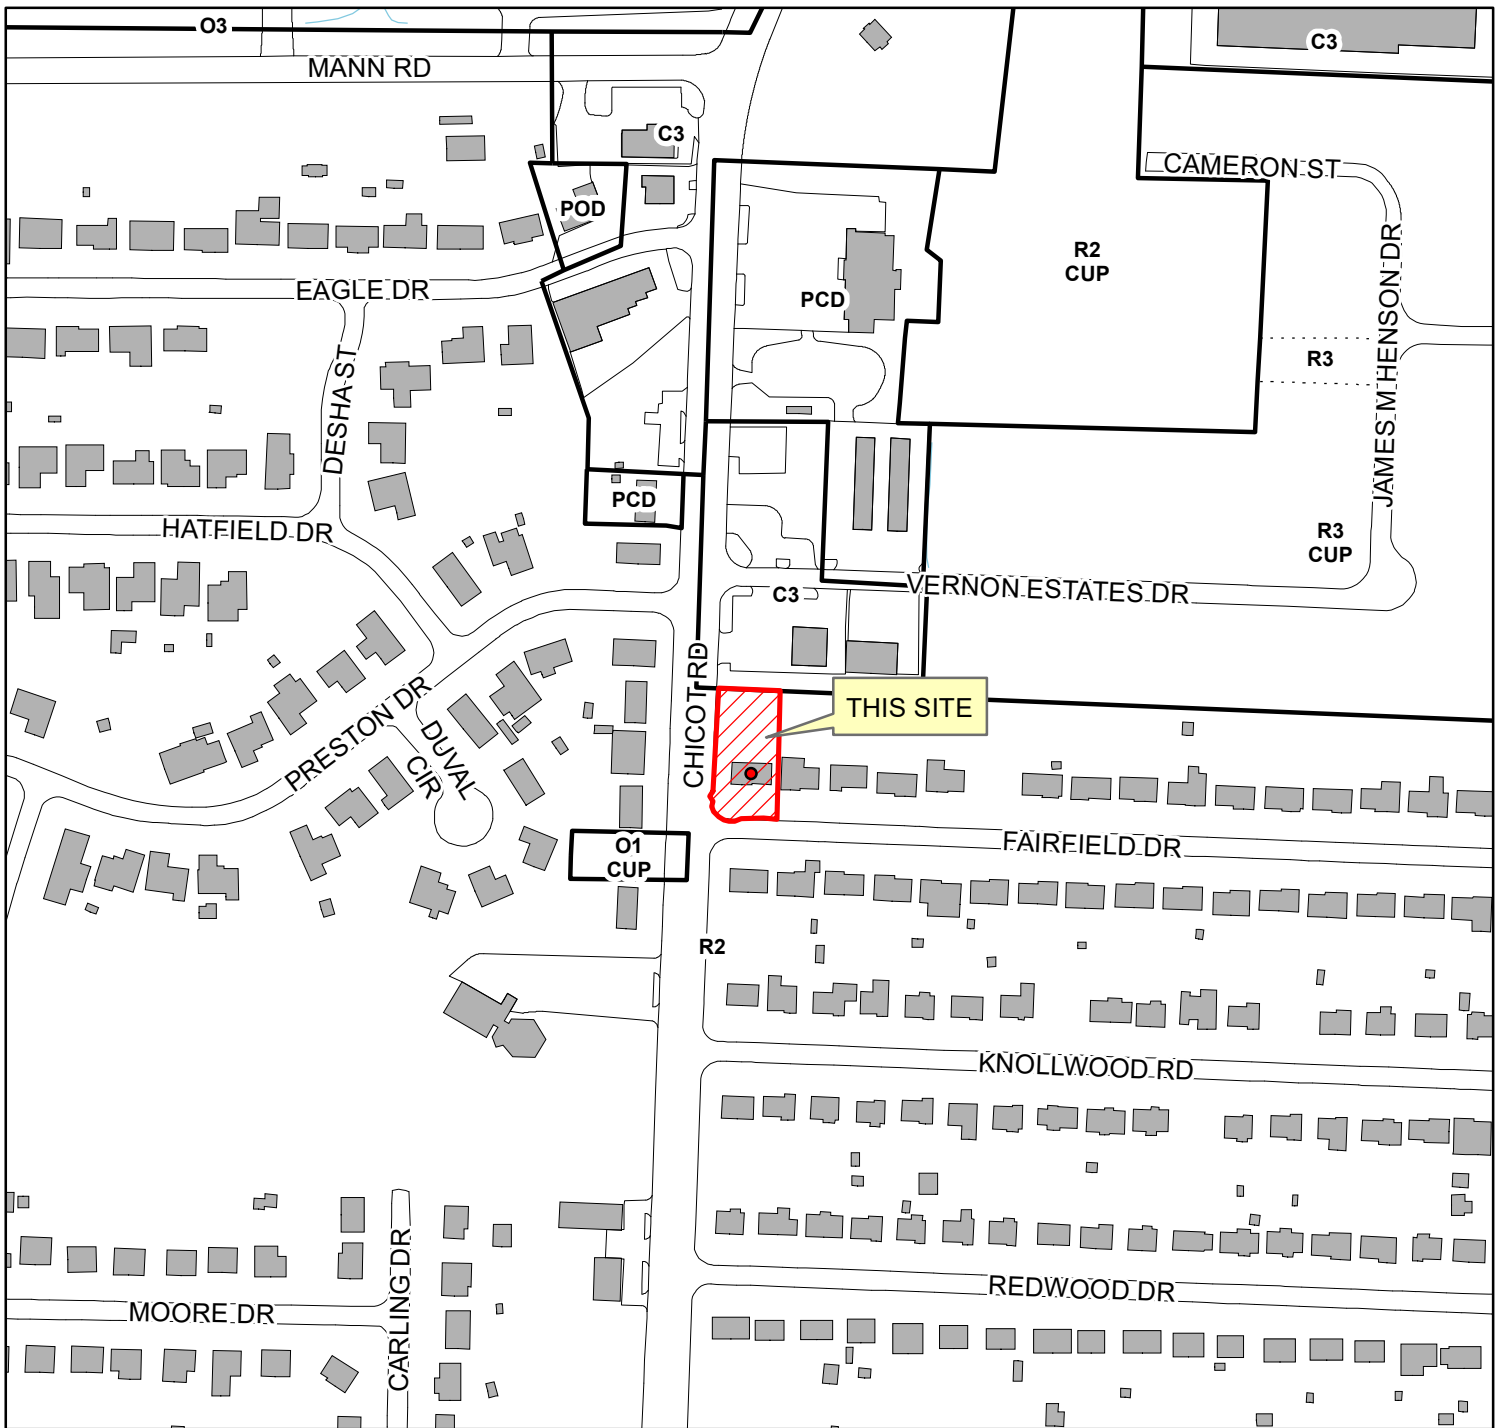 O3
C3
MANN RD
C3
CAMERON ST
POD
R2
CUP
EAGLE DR
PCD
JAMES M HENSON DR
R3
DESHA ST
PCD
HATFIELD DR
R3
CUP
VERNON ESTATES DR
C3
CHICOT RD
THIS SITE
PRESTON DR
DUVAL
CIR
O1
CUP
FAIRFIELD DR
R2
KNOLLWOOD RD
CARLING DR
REDWOOD DR
MOORE DR